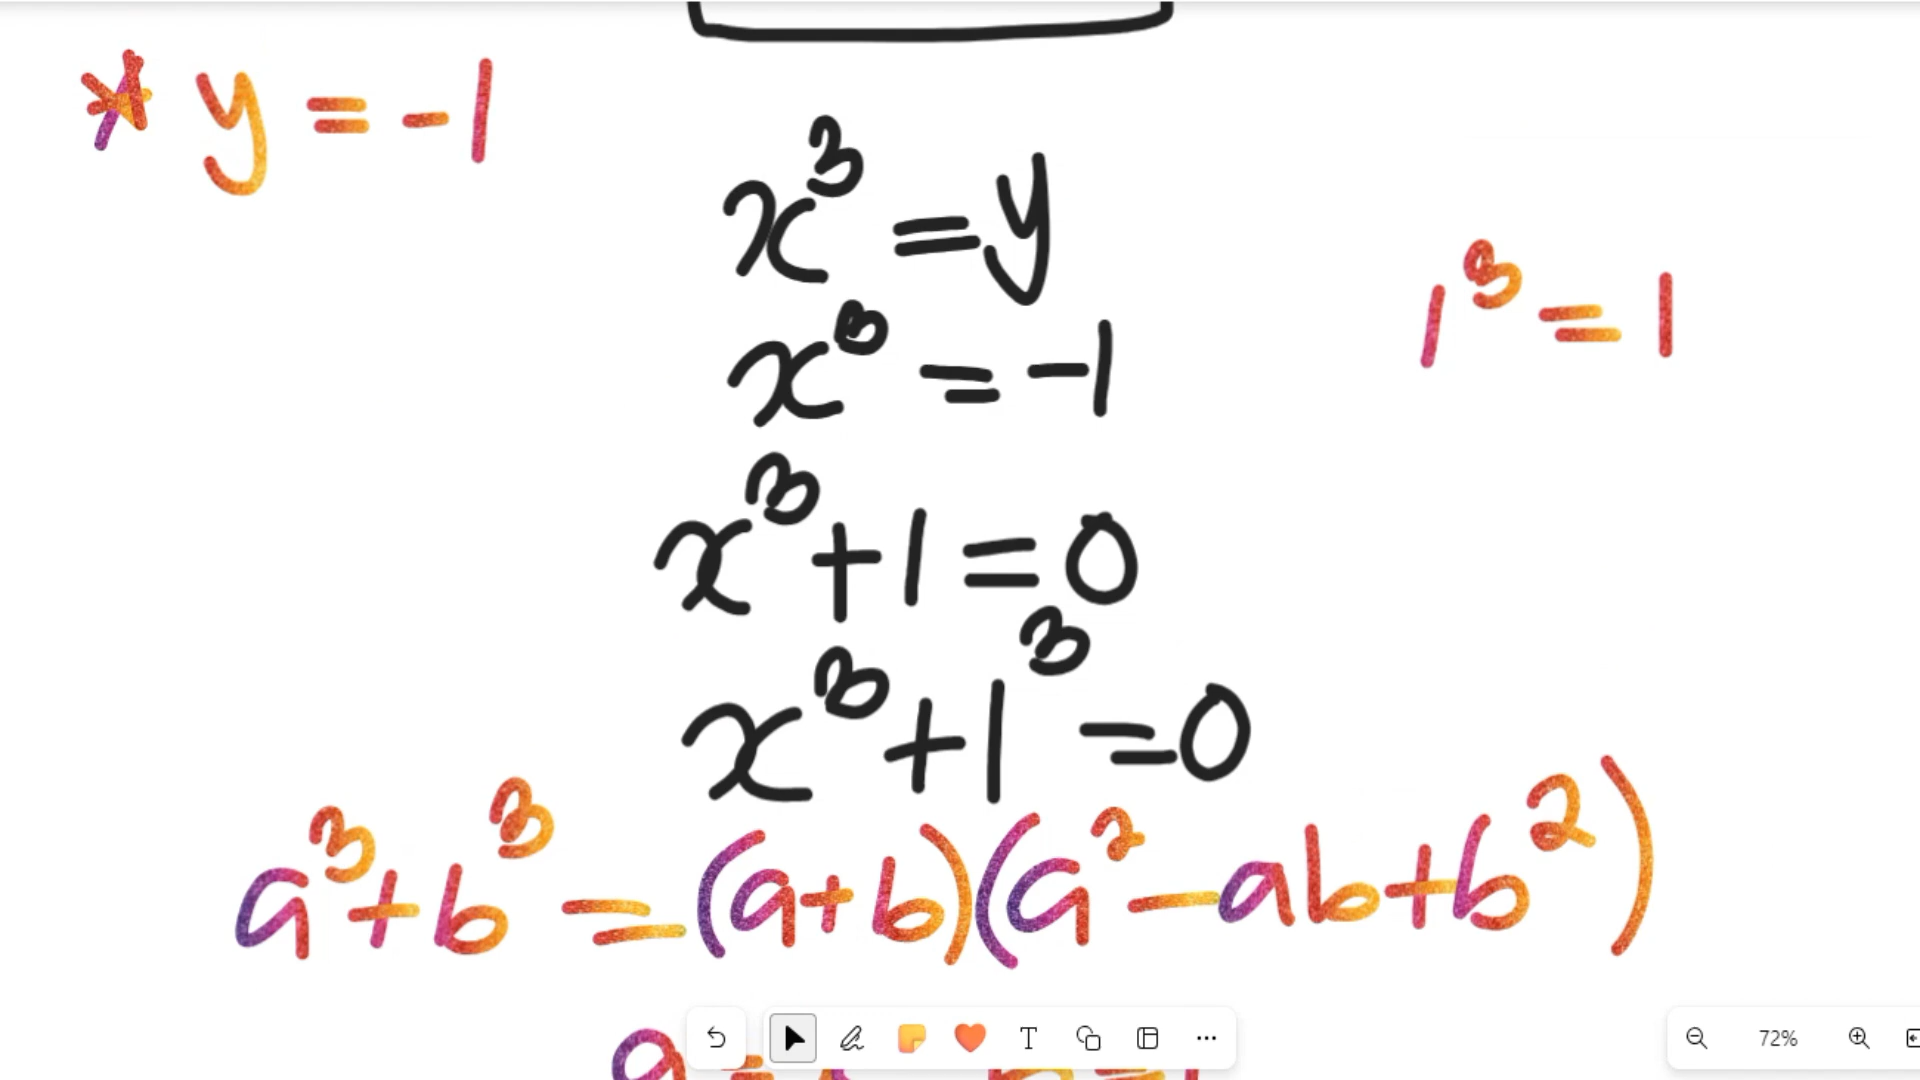 * y = -1
x³ = y
1³ = 1
x³ = -1
x³ + 1 = 0
x³ + 1³ = 0
a³ + b³ = (a+b)(a² - ab + b²)
T
72%